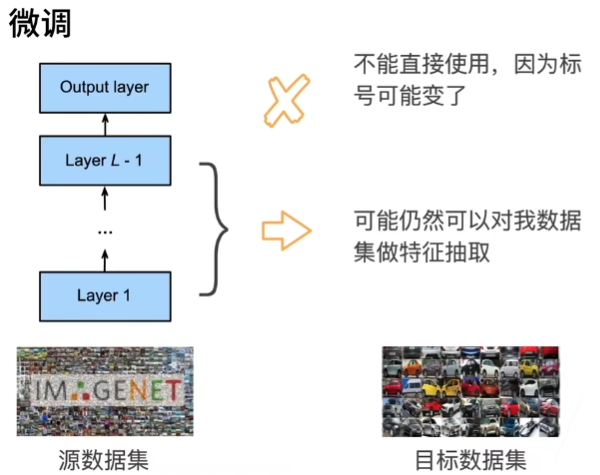 微调
Output layer
不能直接使用，因为标
号可能变了
Layer L - 1
...
可能仍然可以对我数据
集做特征抽取
Layer 1
IMAGENET
源数据集
目标数据集